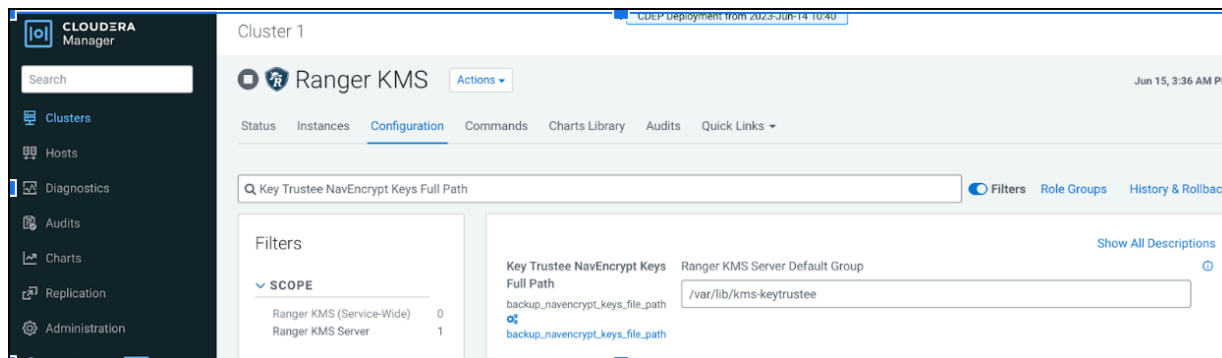 CLOUDERA
Manager
Search
Clusters
Hosts
Diagnostics
Audits
Charts
Replication
Administration
CDEP Deployment from 2023-Jun-14 10:40
Cluster 1
Ranger KMS
Actions
Jun 15, 3:36 AM
Status Instances Configuration Commands Charts Library Audits Quick Links
Key Trustee NavEncrypt Keys Full Path
Filters Role Groups History &
Filters
SCOPE
Ranger KMS (Service-Wide) 0
Ranger KMS Server 1
Show All Descriptions
Key Trustee NavEncrypt Keys
Full Path
backup_navencrypt_keys_file_path
backup_navencrypt_keys_file_path
Ranger KMS Server Default Group
/var/lib/kms-keytrustee